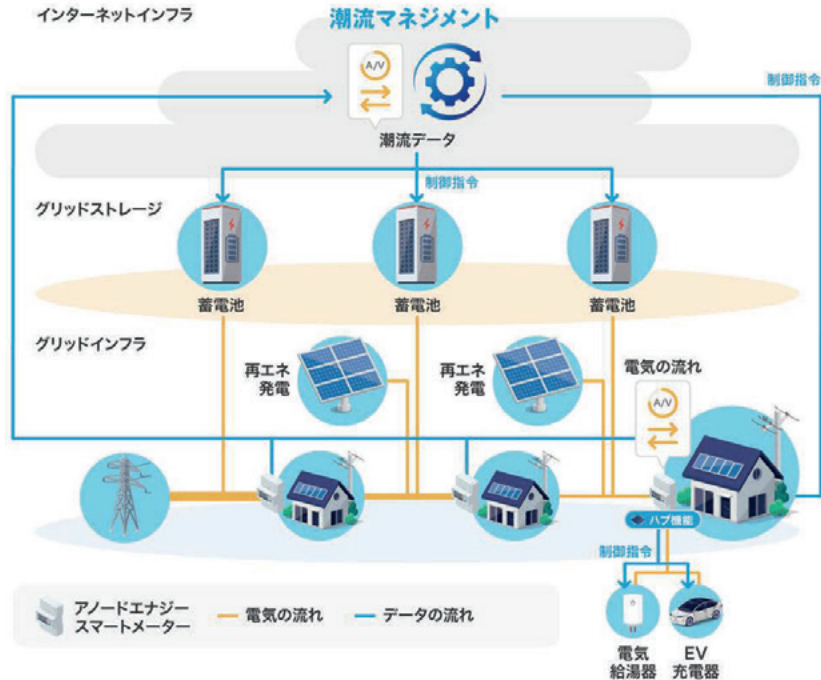 インターネットインフラ
潮流マネジメント
A/V
制御指令
潮流データ
制御指令
グリッドストレージ
蓄電池
蓄電池
蓄電池
グリッドインフラ
再エネ
発電
再エネ
発電
電気の流れ
A/V
ハブ機能
制御指令
アノードエナジー
スマートメーター
電気の流れ
データの流れ
電気
給湯器
EV
充電器